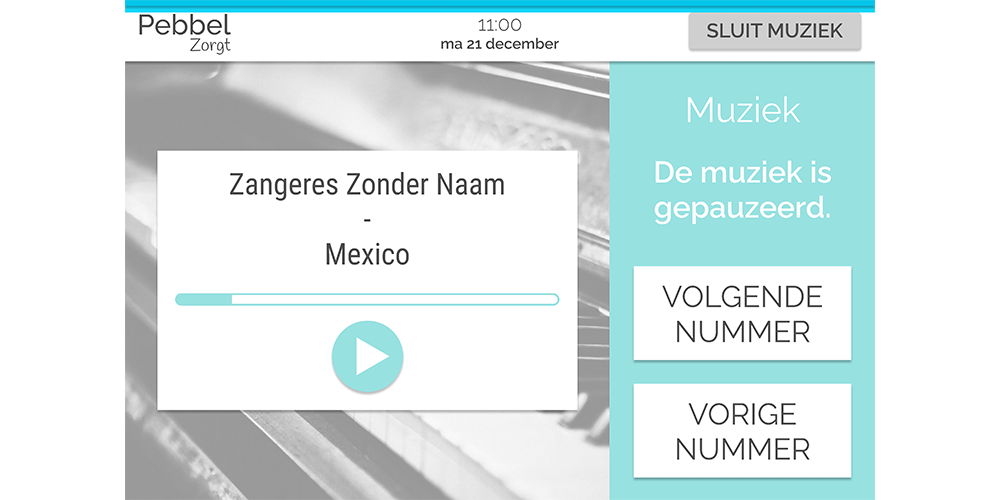 Pebbel
Zorgt
11:00
ma 21 december
SLUIT MUZIEK
Zangeres Zonder Naam
-
Mexico
Muziek
De muziek is
gepauzeerd.
VOLGENDE
NUMMER
VORIGE
NUMMER